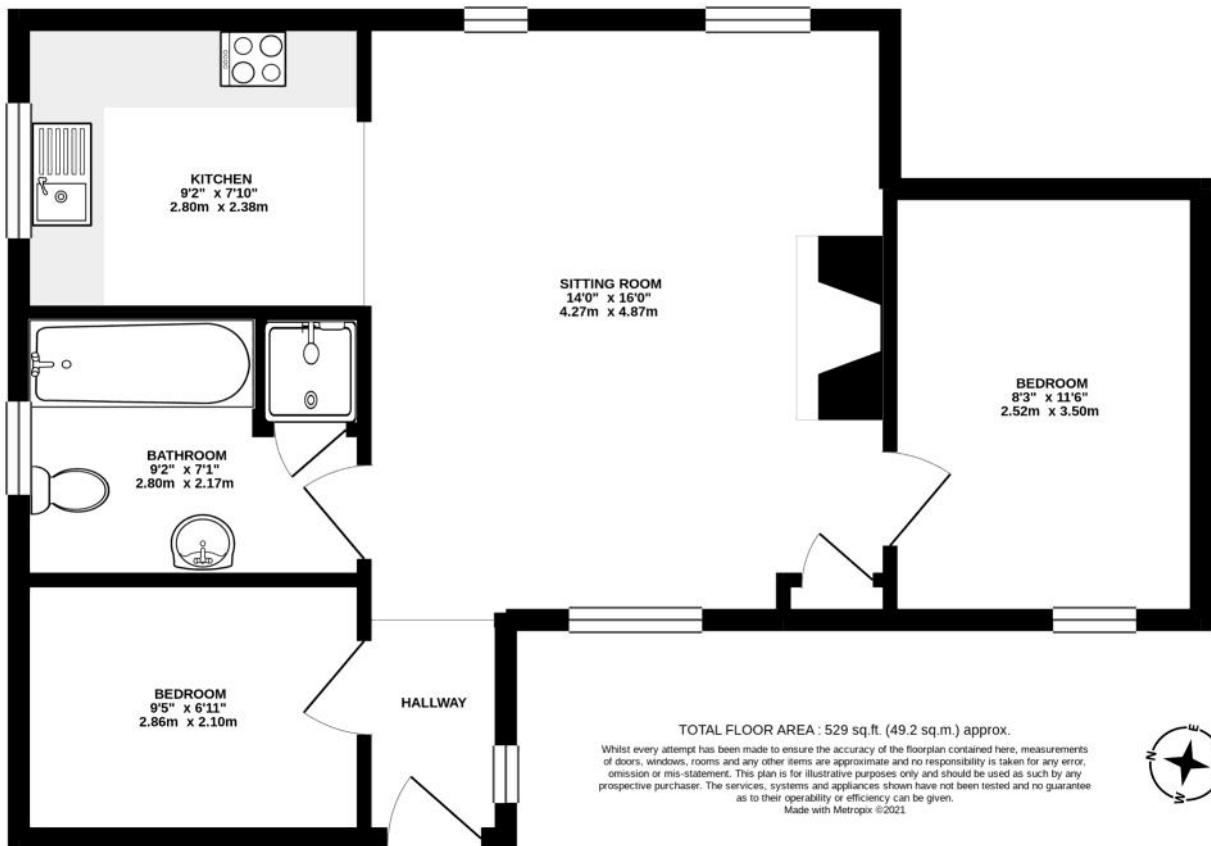 KITCHEN
9'2" x 7'10"
2.80m x 2.38m
SITTING ROOM
14'0" x 16'0"
4.27m x 4.87m
BEDROOM
8'3" x 11'6"
2.52m x 3.50m
BATHROOM
9'2" x 7'1"
2.80m x 2.17m
BEDROOM
9'5" x 6'11"
2.86m x 2.10m
HALLWAY
TOTAL FLOOR AREA : 529 sq.ft. (49.2 sq.m.) approx.
Whilst every attempt has been made to ensure the accuracy of the floorplan contained here, measurements
of doors, windows, rooms and any other items are approximate and no responsibility is taken for any error,
omission or mis-statement. This plan is for illustrative purposes only and should be used as such by any
prospective purchaser. The services, systems and appliances shown have not been tested and no guarantee
as to their operability or efficiency can be given.
Made with Metropix ©2021
N
E
W